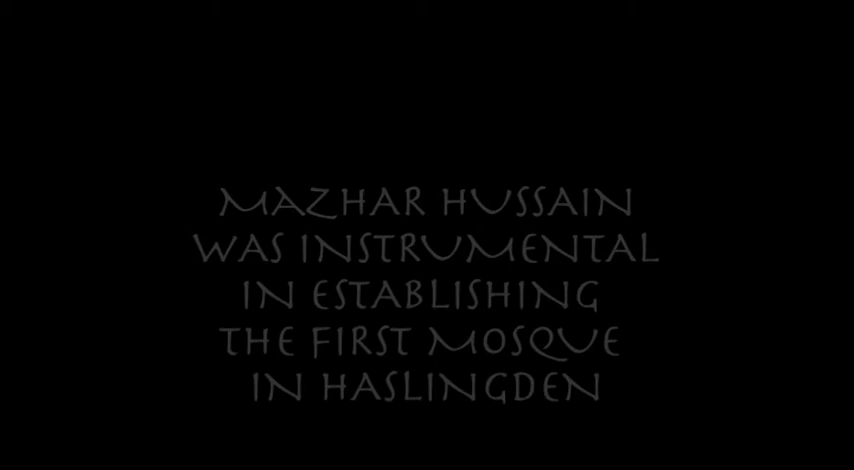 MAZHAR HUSSAIN
WAS INSTRUMENTAL
IN ESTABLISHING
THE FIRST MOSQUE
IN HASLINGDEN